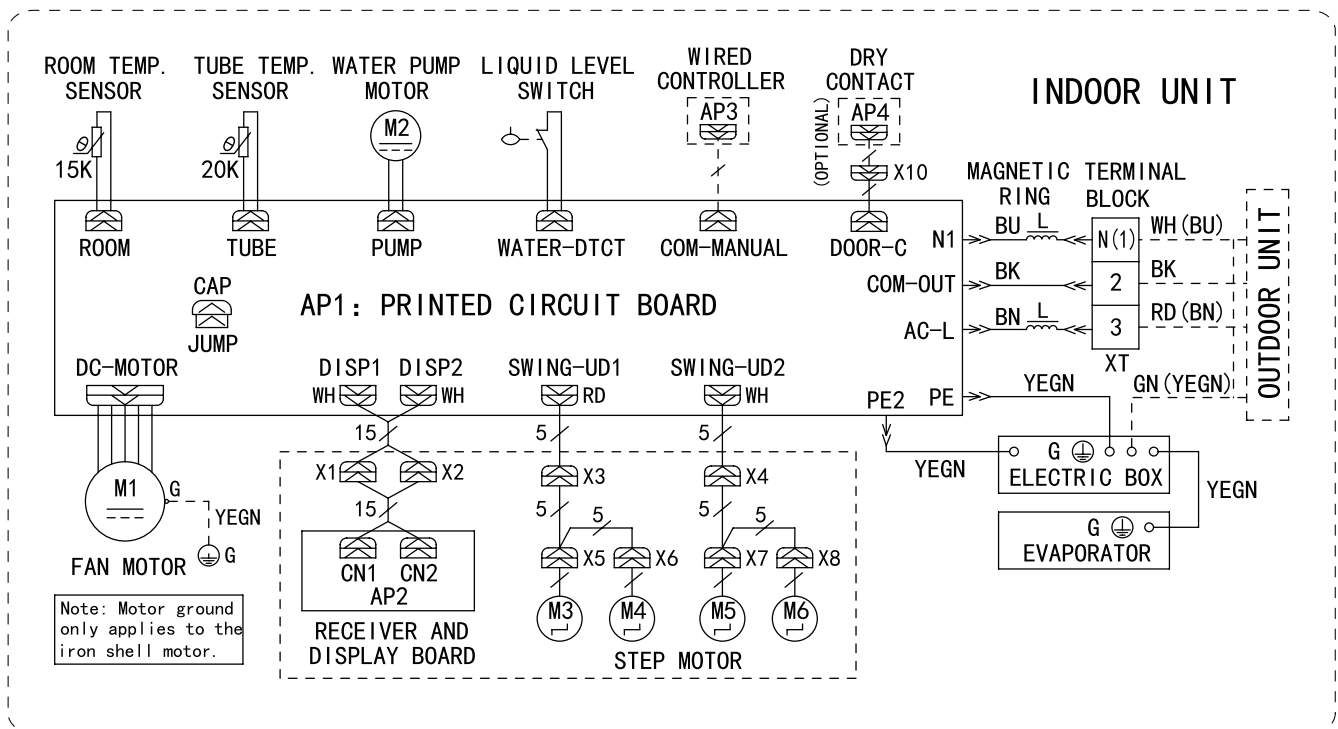 ROOM TEMP.
SENSOR
TUBE TEMP.
SENSOR
WATER PUMP
MOTOR
LIQUID LEVEL
SWITCH
WIRED
CONTROLLER
DRY
CONTACT
INDOOR UNIT
(OPTIONAL)
AP3
AP4
M2
θ
15K
θ
20K
X10
MAGNETIC
RING
TERMINAL
BLOCK
ROOM
TUBE
PUMP
WATER-DTCT
COM-MANUAL
DOOR-C
N1
BU
L
N(1)
WH(BU)
COM-OUT
BK
2
BK
AC-L
BN
L
3
RD(BN)
XT
OUTDOOR UNIT
CAP
JUMP
AP1: PRINTED CIRCUIT BOARD
DC-MOTOR
DISP1
DISP2
SWING-UD1
SWING-UD2
WH
WH
RD
WH
PE2
PE
YEGN
GN(YEGN)
15
5
5
YEGN
G
ELECTRIC BOX
YEGN
G
EVAPORATOR
X1
X2
X3
X4
M1
G
YEGN
G
FAN MOTOR
15
5
5
5
5
CN1
CN2
AP2
X5
X6
X7
X8
M3
M4
M5
M6
RECEIVER AND
DISPLAY BOARD
STEP MOTOR
Note: Motor ground
only applies to the
iron shell motor.